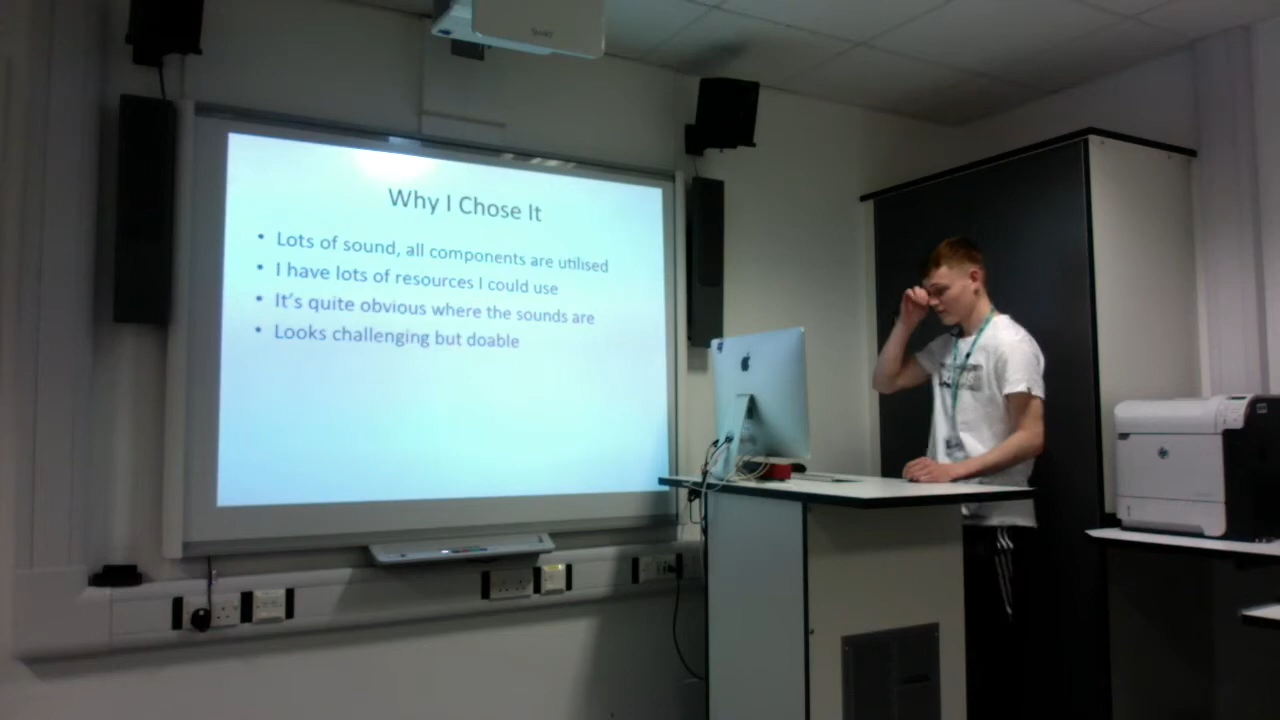 Why I Chose It
• Lots of sound, all components are utilised
• I have lots of resources I could use
• It's quite obvious where the sounds are
• Looks challenging but doable